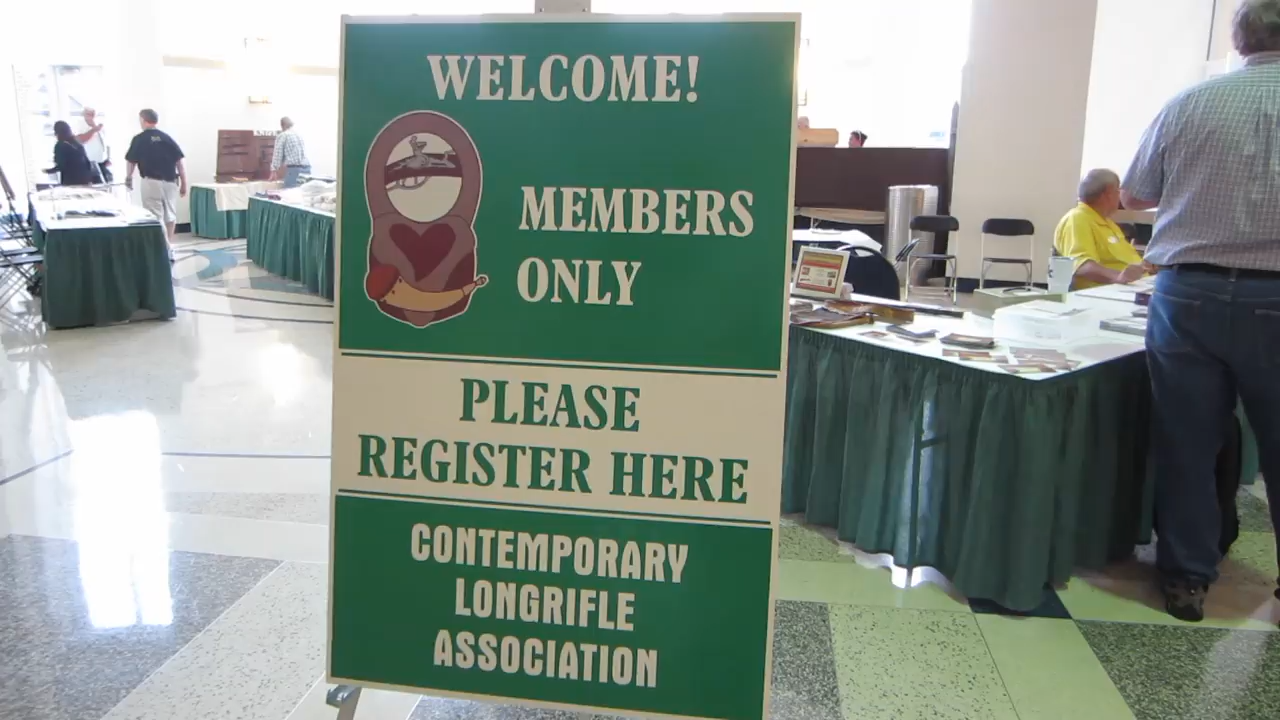 WELCOME!
MEMBERS
ONLY
PLEASE
REGISTER HERE
CONTEMPORARY
LONGRIFLE
ASSOCIATION